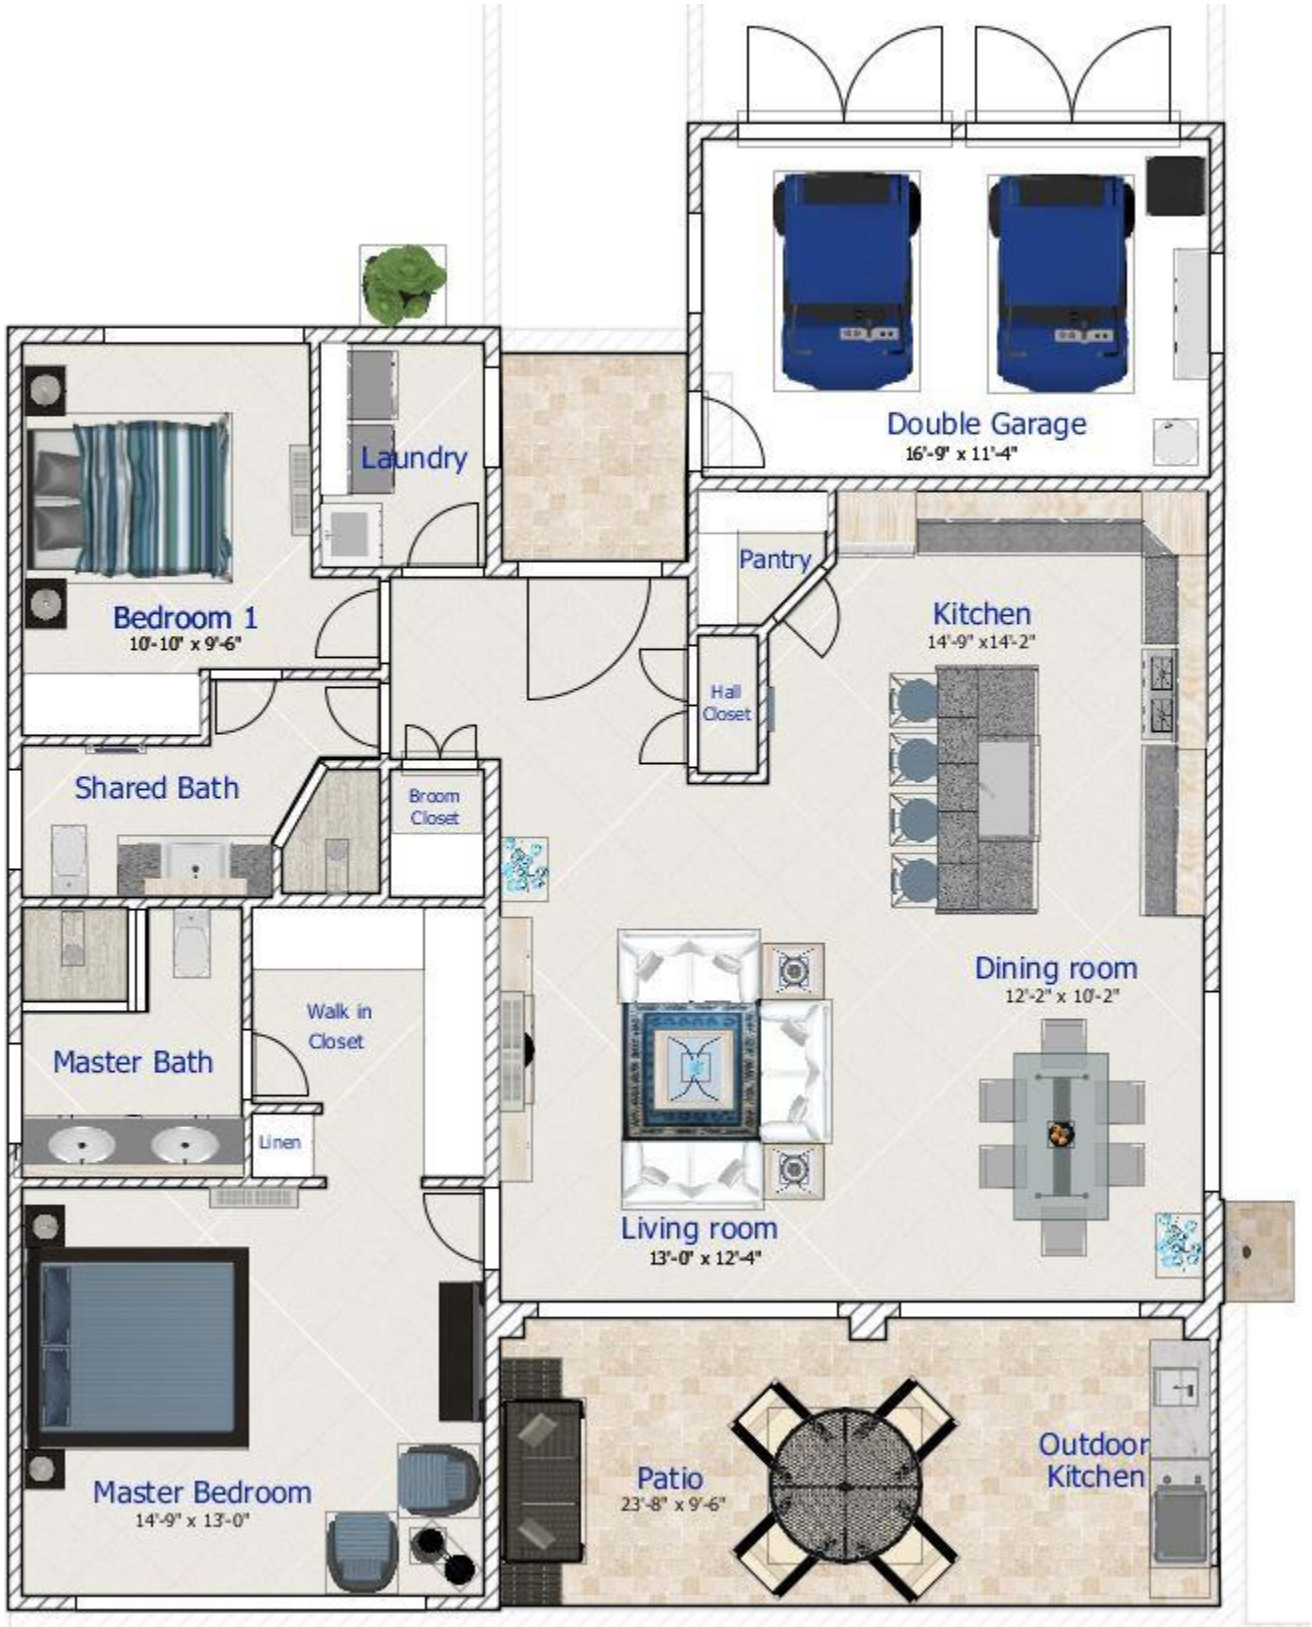 Double Garage
16'-9" x 11'-4"
Laundry
Pantry
Bedroom 1
10'-10" x 9'-6"
Kitchen
14'-9" x14'-2"
Hall
Closet
Shared Bath
Broom
Closet
Dining room
12'-2" x 10'-2"
Walk in
Closet
Master Bath
Linen
Living room
13'-0" x 12'-4"
Outdoor
Kitchen
Patio
23'-8" x 9'-6"
Master Bedroom
14'-9" x 13'-0"